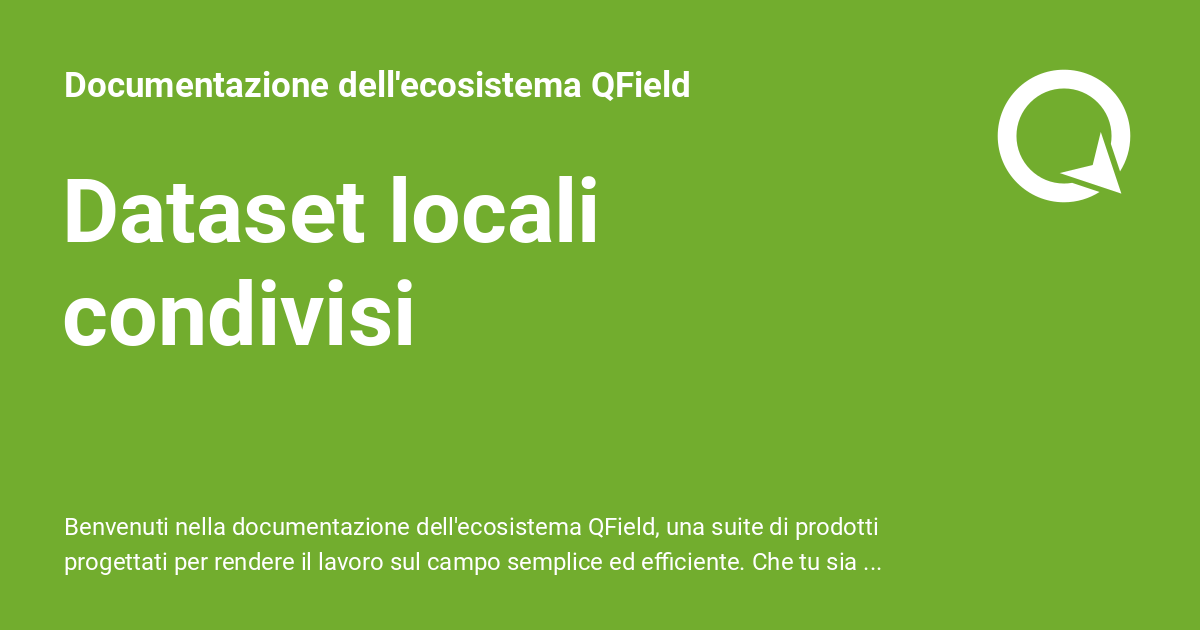 Documentazione dell'ecosistema QField
Dataset locali
condivisi
Benvenuti nella documentazione dell'ecosistema QField, una suite di prodotti
progettati per rendere il lavoro sul campo semplice ed efficiente. Che tu sia ...